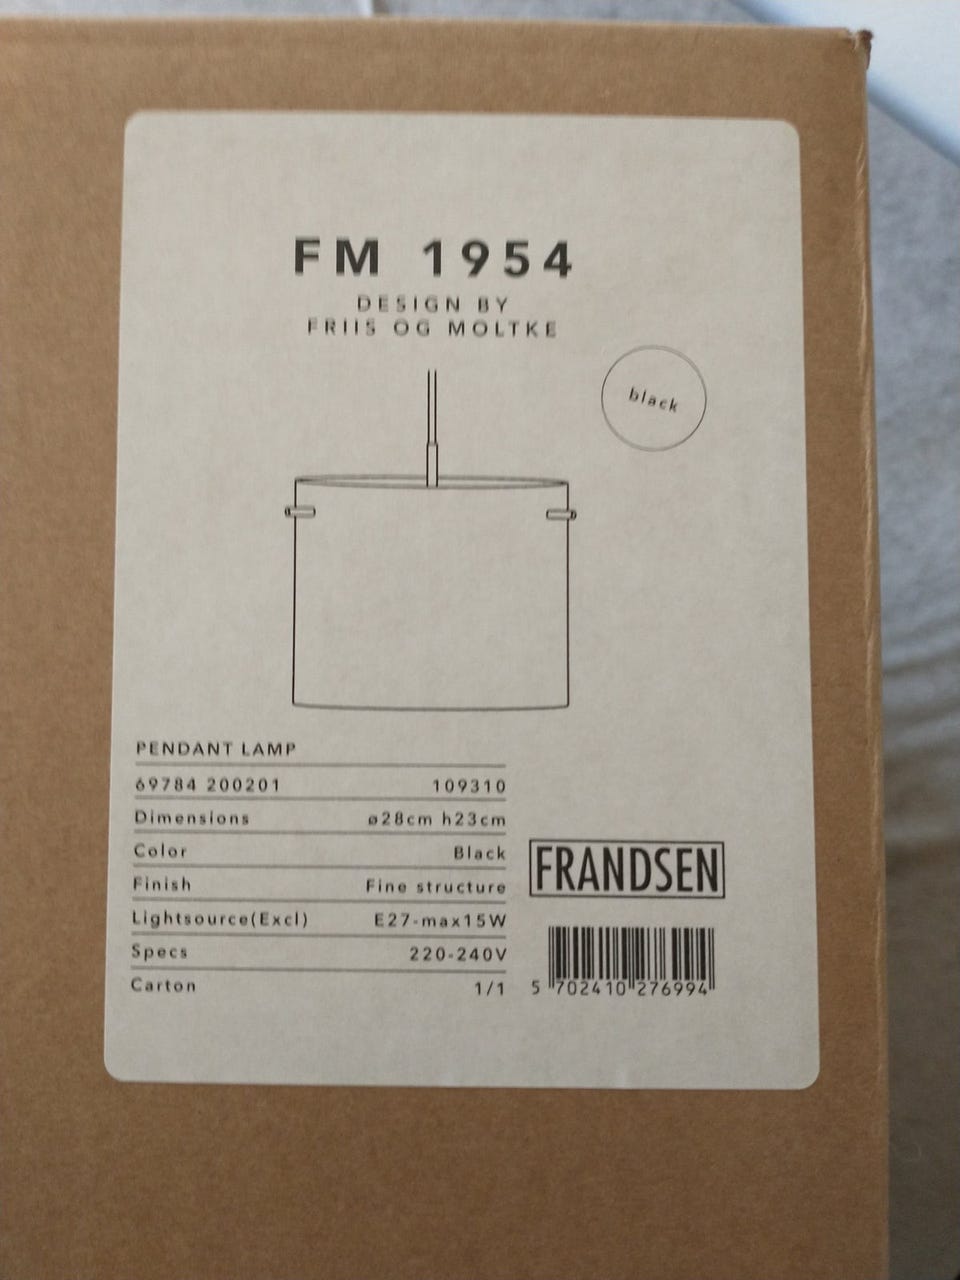 FM 1954
DESIGN BY
FRIIS OG MOLTKE
black
PENDANT LAMP
69784 200201 109310
Dimensions ø28cm h23cm
Color Black
Finish Fine structure
Lightsource(Excl) E27-max15W
Specs 220-240V
Carton 1/1
FRANDSEN
5 702410 276994